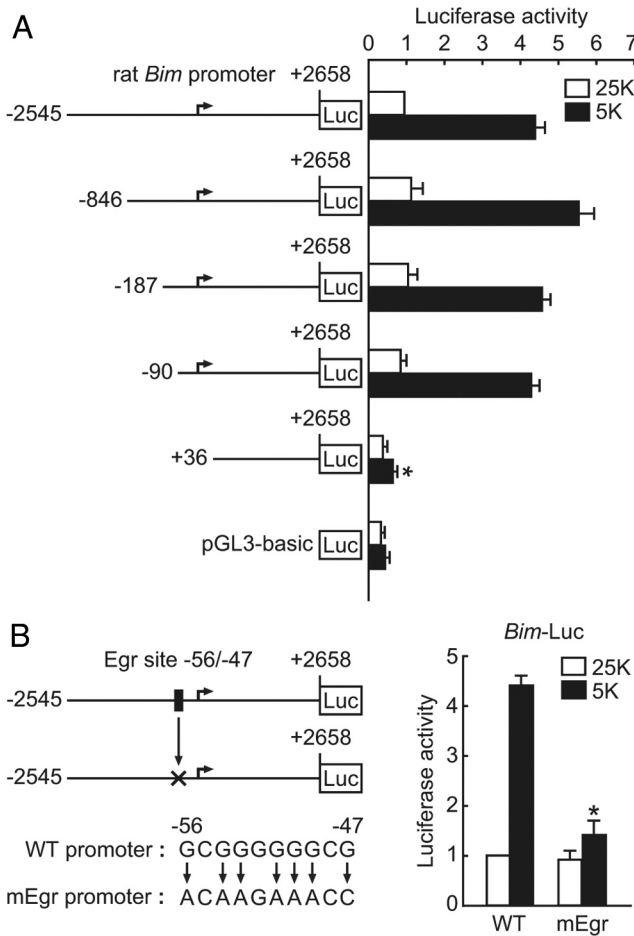 A
Luciferase activity
0 1 2 3 4 5 6 7
rat Bim promoter
+2658
25K
5K
-2545
Luc
+2658
-846
Luc
+2658
-187
Luc
+2658
-90
Luc
+2658
+36
Luc
*
pGL3-basic
Luc
B
Egr site -56/-47
+2658
-2545
Luc
+2658
-2545
Luc
-56 -47
WT promoter : GCGGGGGGCG
mEgr promoter : ACAAGAAACC
Bim-Luc
25K
5K
Luciferase activity
5
4
3
2
1
0
*
WT mEgr